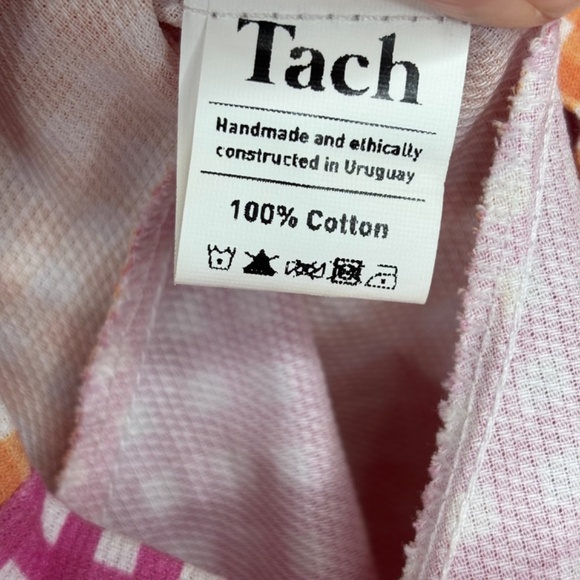 Tach
Handmade and ethically
constructed in Uruguay
100% Cotton